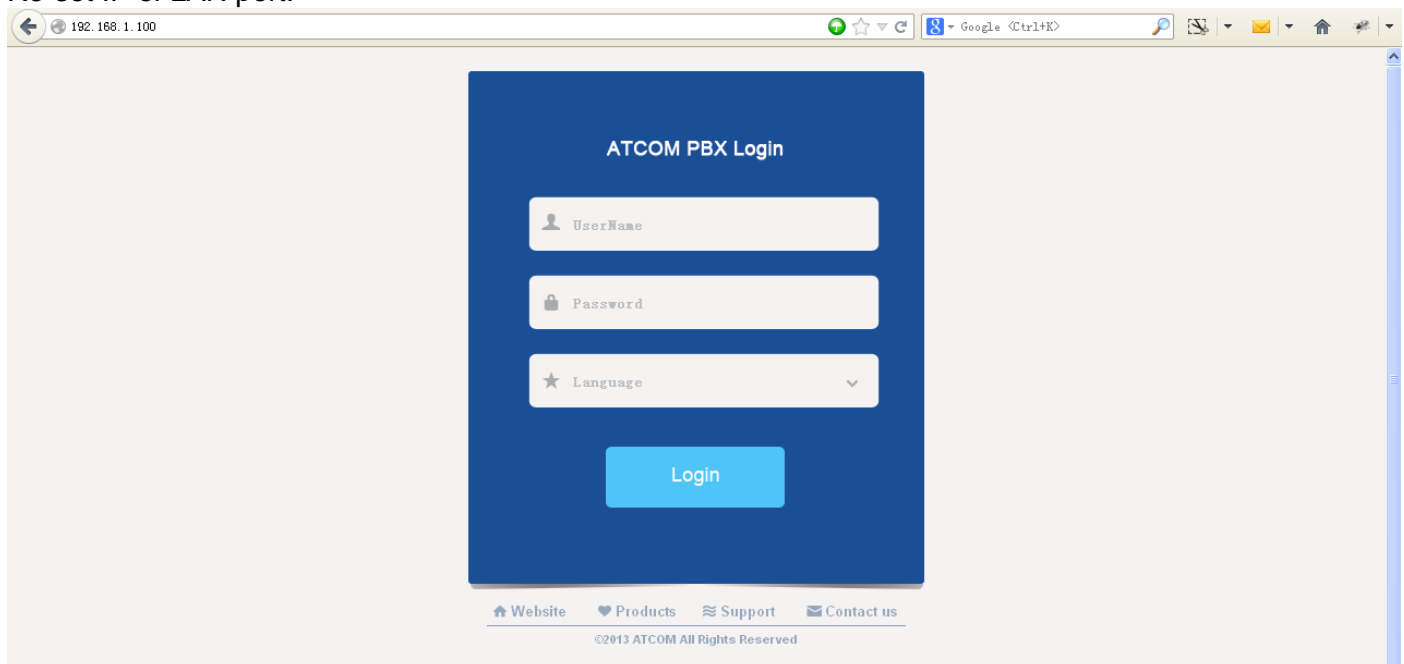 192.168.1.100
Google <Ctrl+K>
ATCOM PBX Login
UserName
Password
Language
Login
Website Products Support Contact us
©2013 ATCOM All Rights Reserved